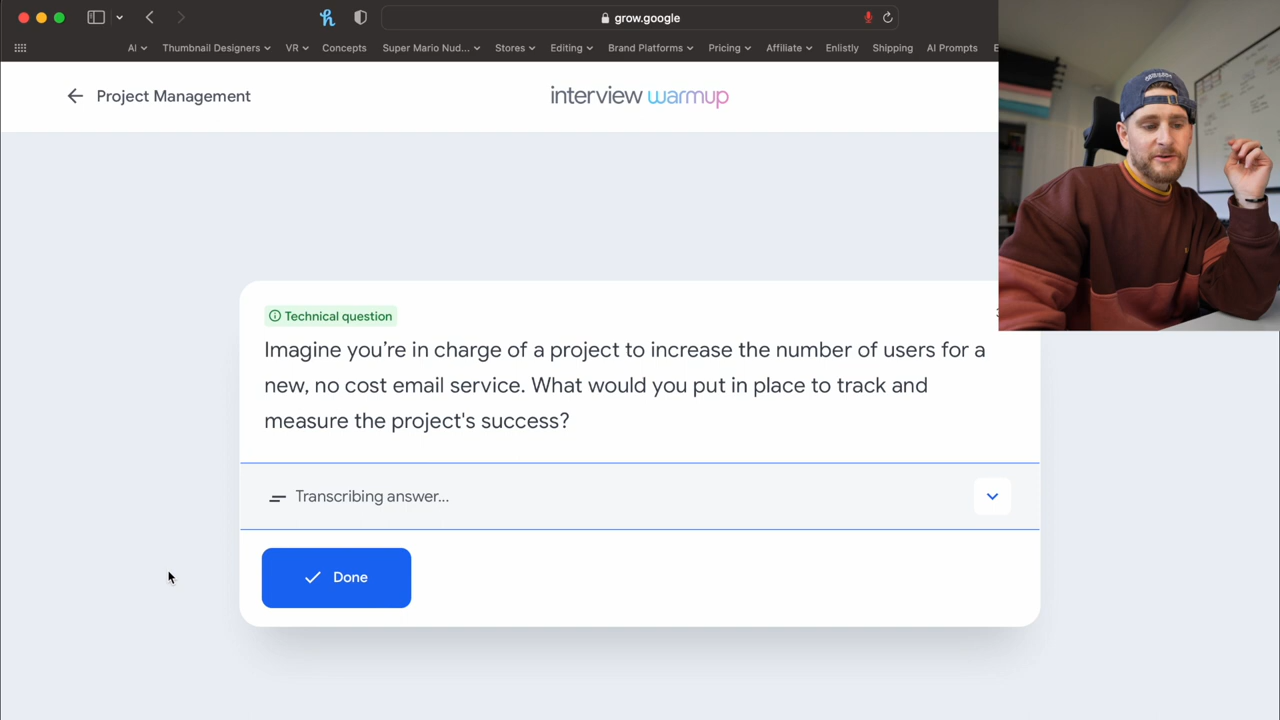 grow.google
AI
Thumbnail Designers
VR
Concepts
Super Mario Nud...
Stores
Editing
Brand Platforms
Pricing
Affiliate
Enlistly
Shipping
AI Prompts
Project Management
interview warmup
Technical question
Imagine you’re in charge of a project to increase the number of users for a
new, no cost email service. What would you put in place to track and
measure the project's success?
Transcribing answer...
Done